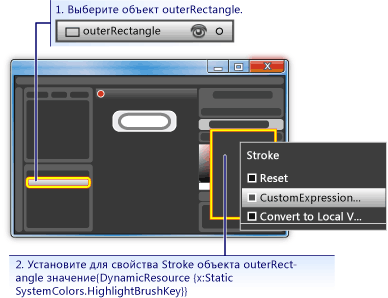 1. Выберите объект outerRectangle.
outerRectangle
X
Stroke
Reset
CustomExpression...
Convert to Local V...
2. Установите для свойства Stroke объекта outerRect-
angle значение{DynamicResource {x:Static
SystemColors.HighlightBrushKey}}